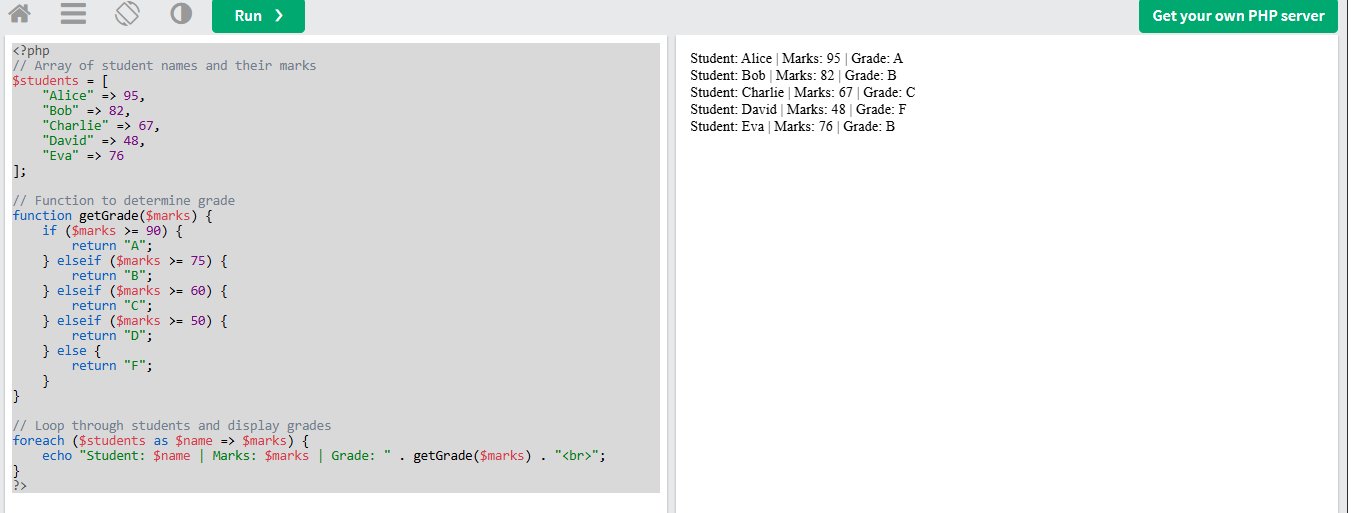 Run ❯
Get your own PHP server
<?php
// Array of student names and their marks
$students = [
    "Alice" => 95,
    "Bob" => 82,
    "Charlie" => 67,
    "David" => 48,
    "Eva" => 76
];

// Function to determine grade
function getGrade($marks) {
    if ($marks >= 90) {
        return "A";
    } elseif ($marks >= 75) {
        return "B";
    } elseif ($marks >= 60) {
        return "C";
    } elseif ($marks >= 50) {
        return "D";
    } else {
        return "F";
    }
}

// Loop through students and display grades
foreach ($students as $name => $marks) {
    echo "Student: $name | Marks: $marks | Grade: " . getGrade($marks) . "<br>";
}
?>
Student: Alice | Marks: 95 | Grade: A
Student: Bob | Marks: 82 | Grade: B
Student: Charlie | Marks: 67 | Grade: C
Student: David | Marks: 48 | Grade: F
Student: Eva | Marks: 76 | Grade: B